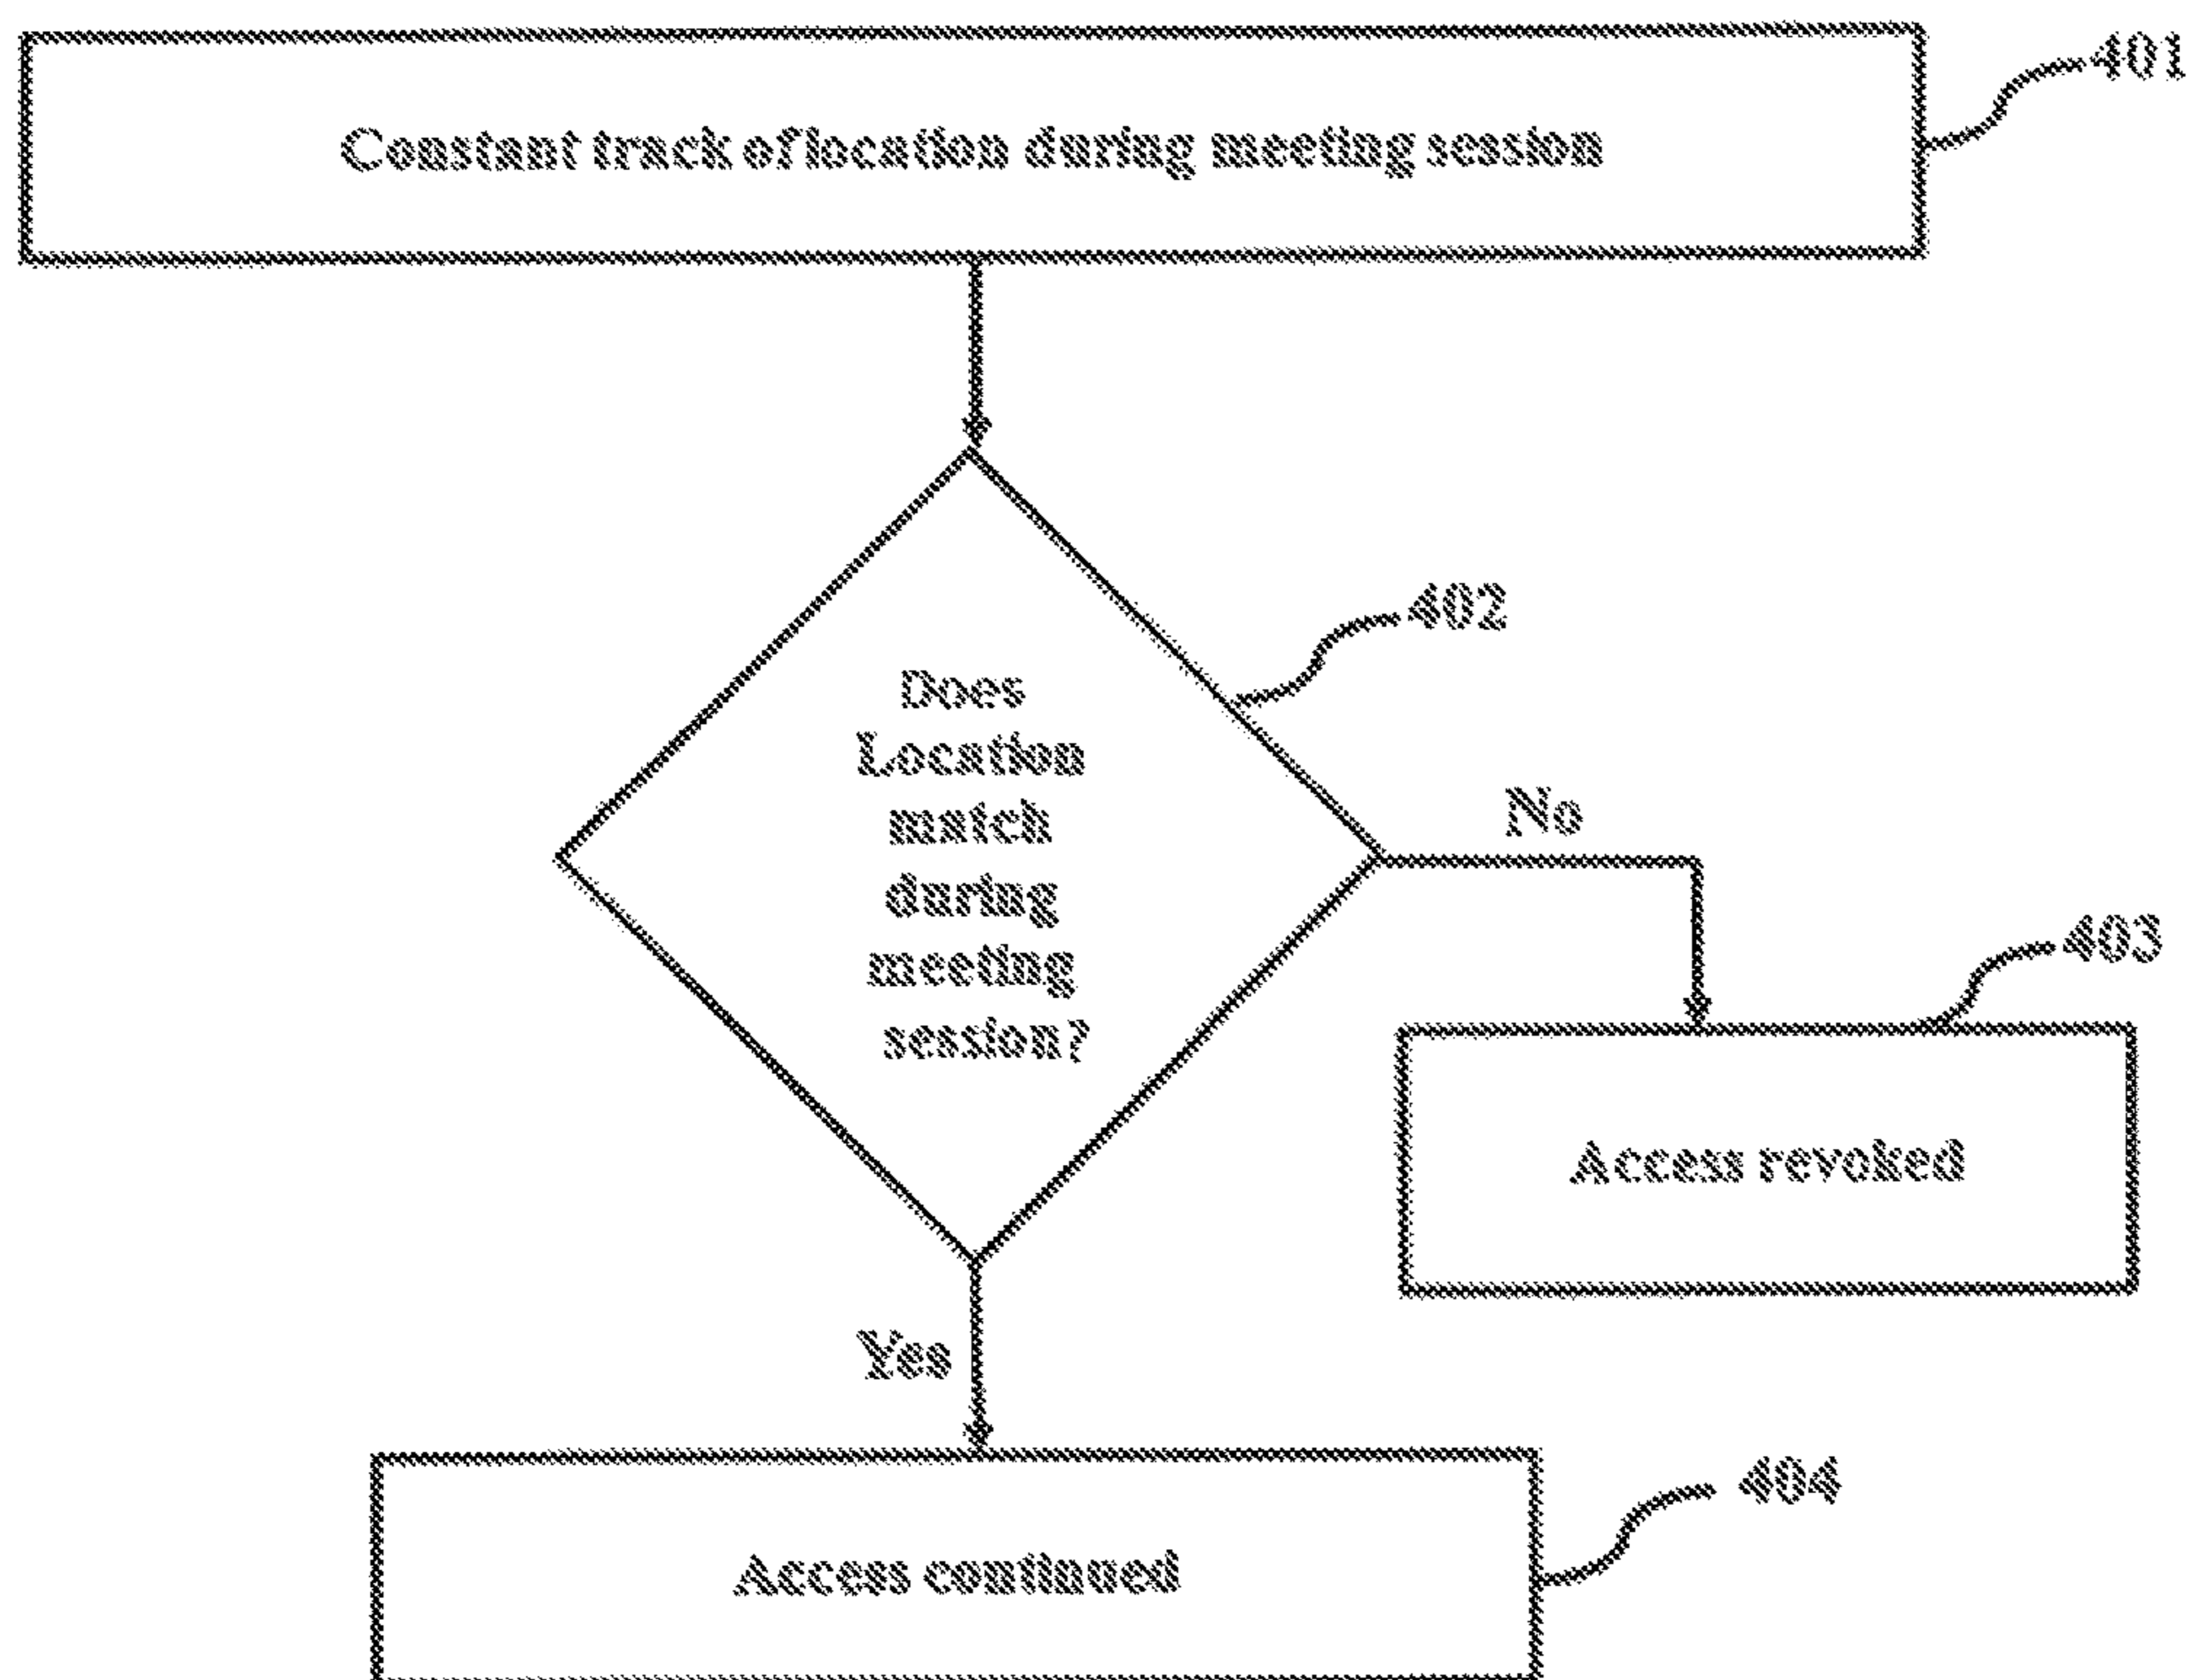 401
Constant track of location during meeting session
402
Does
Location
match
during
meeting
session?
No
403
Access revoked
Yes
404
Access continued